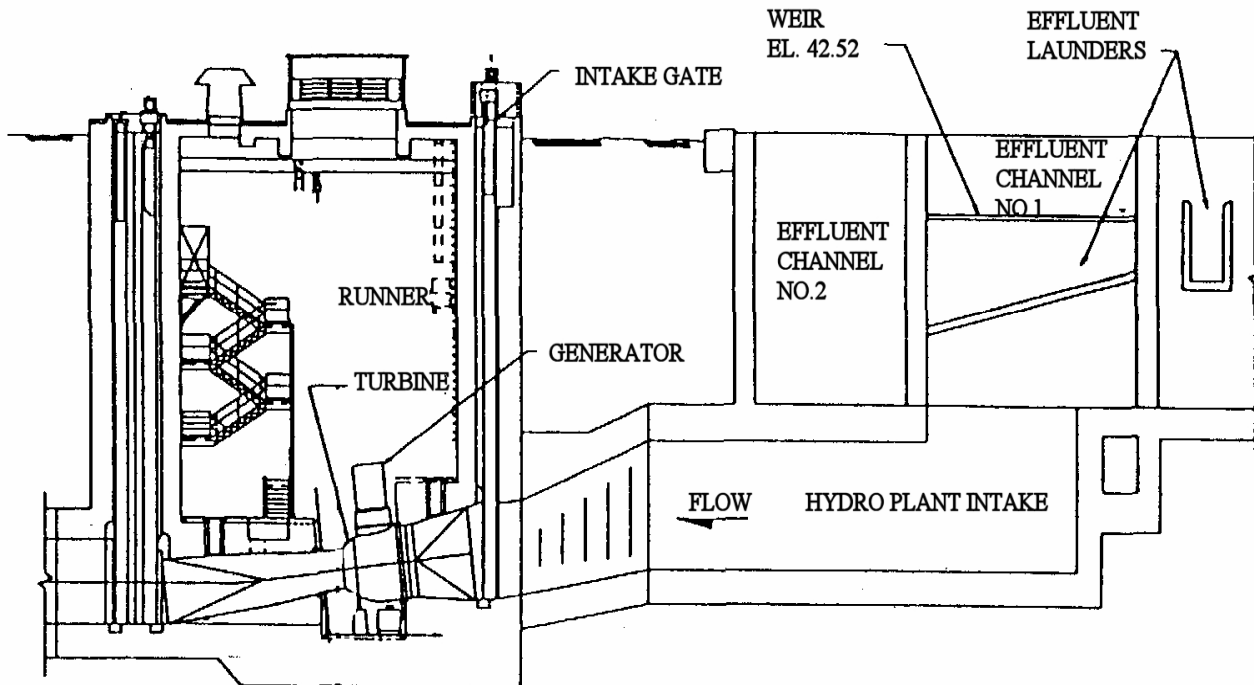 WEIR
EL. 42.52
EFFLUENT
LAUNDERS
INTAKE GATE
EFFLUENT
CHANNEL
NO.1
EFFLUENT
CHANNEL
NO.2
RUNNER
GENERATOR
TURBINE
FLOW
HYDRO PLANT INTAKE